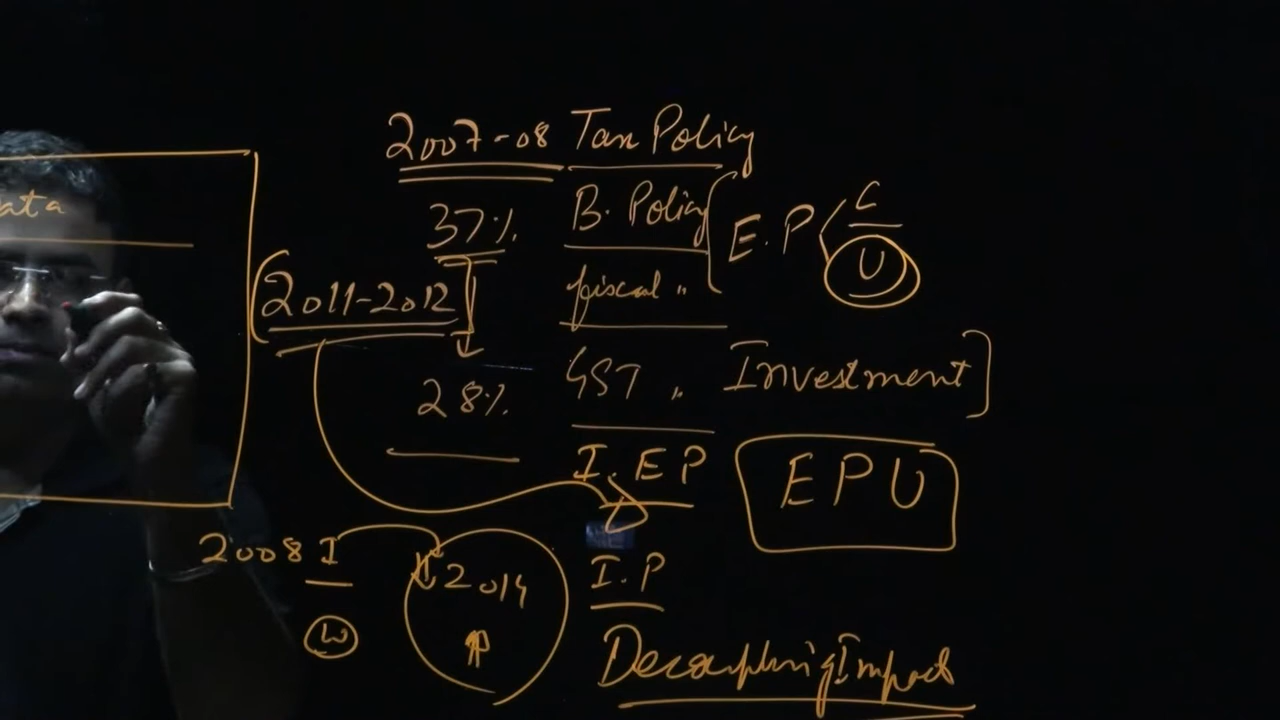 2007-08 Tax Policy
37% B. Policy
E.P C
U
ata
2011-2012 fiscal "
28% GST " Investment
I. EP EPU
2008 I 2014 I.P
W
Decoupling Impact